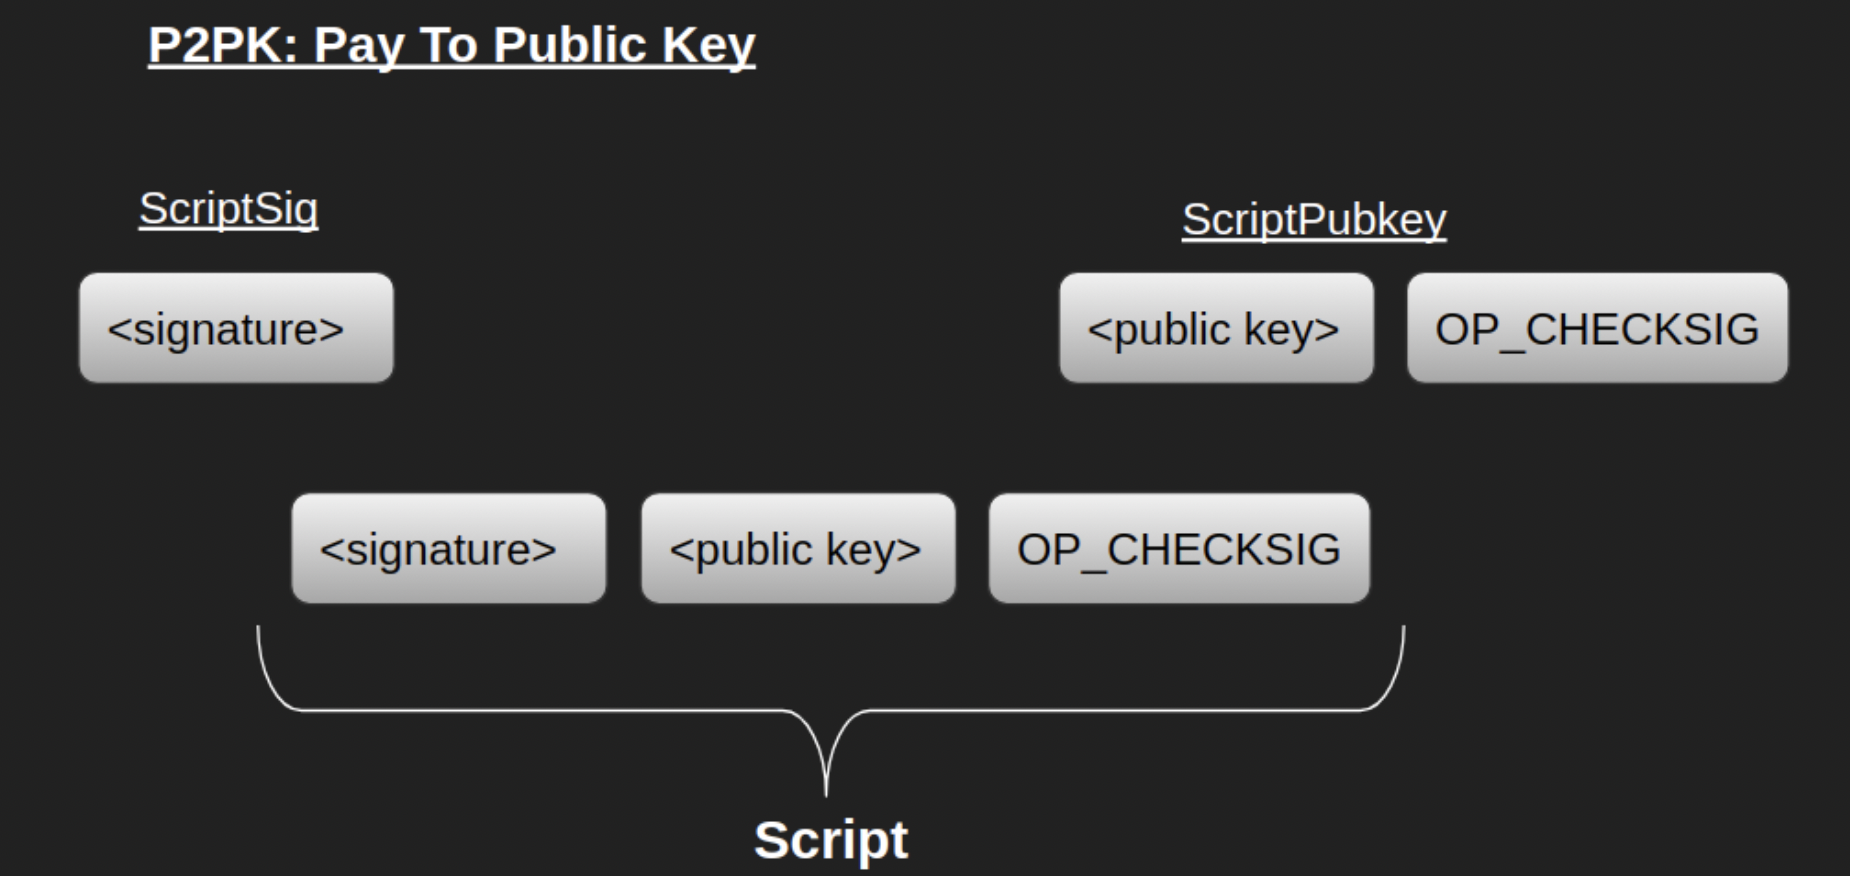 P2PK: Pay To Public Key
ScriptSig
ScriptPubkey
<signature>
<public key> OP_CHECKSIG
<signature> <public key> OP_CHECKSIG
Script